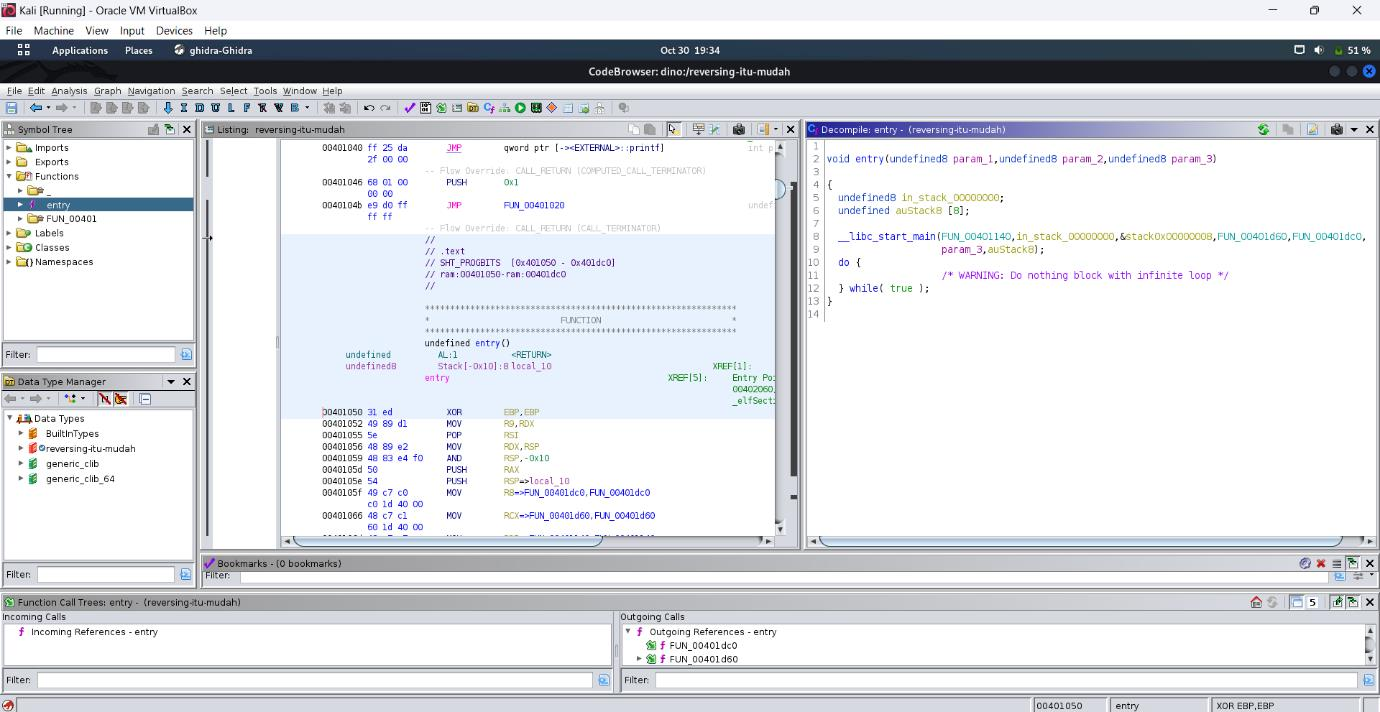 Kali [Running] - Oracle VM VirtualBox
File Machine View Input Devices Help
Applications Places ghidra-Ghidra Oct 30 19:34 51 %
CodeBrowser: dino:/reversing-itu-mudah
File Edit Analysis Graph Navigation Search Select Tools Window Help
Symbol Tree
Imports
Exports
Functions
_
entry
FUN_00401
Labels
Classes
Namespaces
Filter:
Data Type Manager
Data Types
BuiltInTypes
reversing-itu-mudah
generic_clib
generic_clib_64
Filter:
Listing: reversing-itu-mudah
00401040 ff 25 da JMP qword ptr [-><EXTERNAL>::printf] int p
2f 00 00
-- Flow Override: CALL_RETURN (COMPUTED_CALL_TERMINATOR)
00401046 68 01 00 PUSH 0x1
00 00
0040104b e9 d0 ff JMP FUN_00401020 undef
ff ff
-- Flow Override: CALL_RETURN (CALL_TERMINATOR)
//
// .text
// SHT_PROGBITS [0x401050 - 0x401dc0]
// ram:00401050-ram:00401dc0
//
* FUNCTION *
undefined entry()
undefined AL:1 <RETURN>
undefined8 Stack[-0x10]:8 local_10 XREF[1]:
entry XREF[5]: Entry Poi
00402060,
_elfSecti
00401050 31 ed XOR EBP,EBP
00401052 49 89 d1 MOV R9,RDX
00401055 5e POP RSI
00401056 48 89 e2 MOV RDX,RSP
00401059 48 83 e4 f0 AND RSP,-0x10
0040105d 50 PUSH RAX
0040105e 54 PUSH RSP=>local_10
0040105f 49 c7 c0 MOV R8=>FUN_00401dc0,FUN_00401dc0
c0 1d 40 00
00401066 48 c7 c1 MOV RCX=>FUN_00401d60,FUN_00401d60
60 1d 40 00
Decompile: entry - (reversing-itu-mudah)
1
2 void entry(undefined8 param_1,undefined8 param_2,undefined8 param_3)
3
4 {
5 undefined8 in_stack_00000000;
6 undefined auStack8 [8];
7
8 __libc_start_main(FUN_00401140,in_stack_00000000,&stack0x00000008,FUN_00401d60,FUN_00401dc0,
9 param_3,auStack8);
10 do {
11 /* WARNING: Do nothing block with infinite loop */
12 } while( true );
13 }
14
Bookmarks - (0 bookmarks)
Filter:
Function Call Trees: entry - (reversing-itu-mudah)
5
Incoming Calls
Incoming References - entry
Filter:
Outgoing Calls
Outgoing References - entry
FUN_00401dc0
FUN_00401d60
Filter:
00401050 entry XOR EBP,EBP